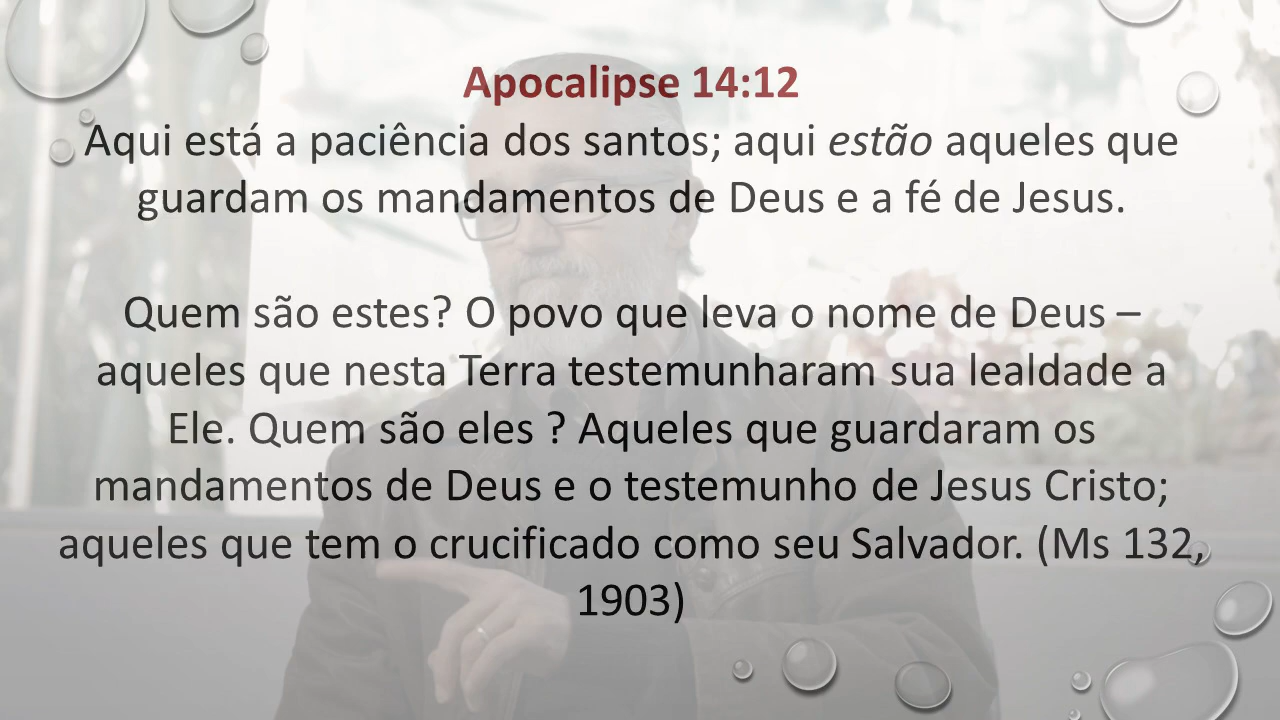 Apocalipse 14:12
Aqui está a paciência dos santos; aqui estão aqueles que
guardam os mandamentos de Deus e a fé de Jesus.
Quem são estes? O povo que leva o nome de Deus –
aqueles que nesta Terra testemunharam sua lealdade a
Ele. Quem são eles ? Aqueles que guardaram os
mandamentos de Deus e o testemunho de Jesus Cristo;
aqueles que tem o crucificado como seu Salvador. (Ms 132,
1903)